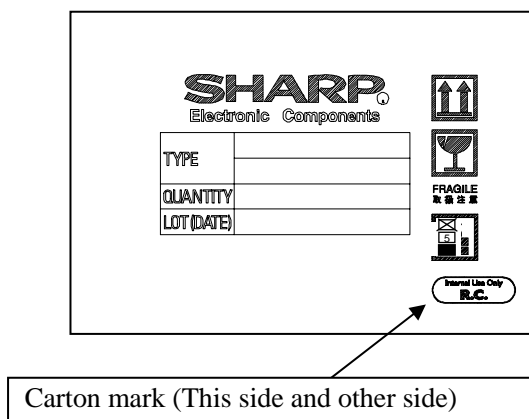 SHARP
Electronic Components
TYPE
QUANTITY
LOT (DATE)
FRAGILE
取扱注意
5
Internal Use Only
R.C.
Carton mark (This side and other side)